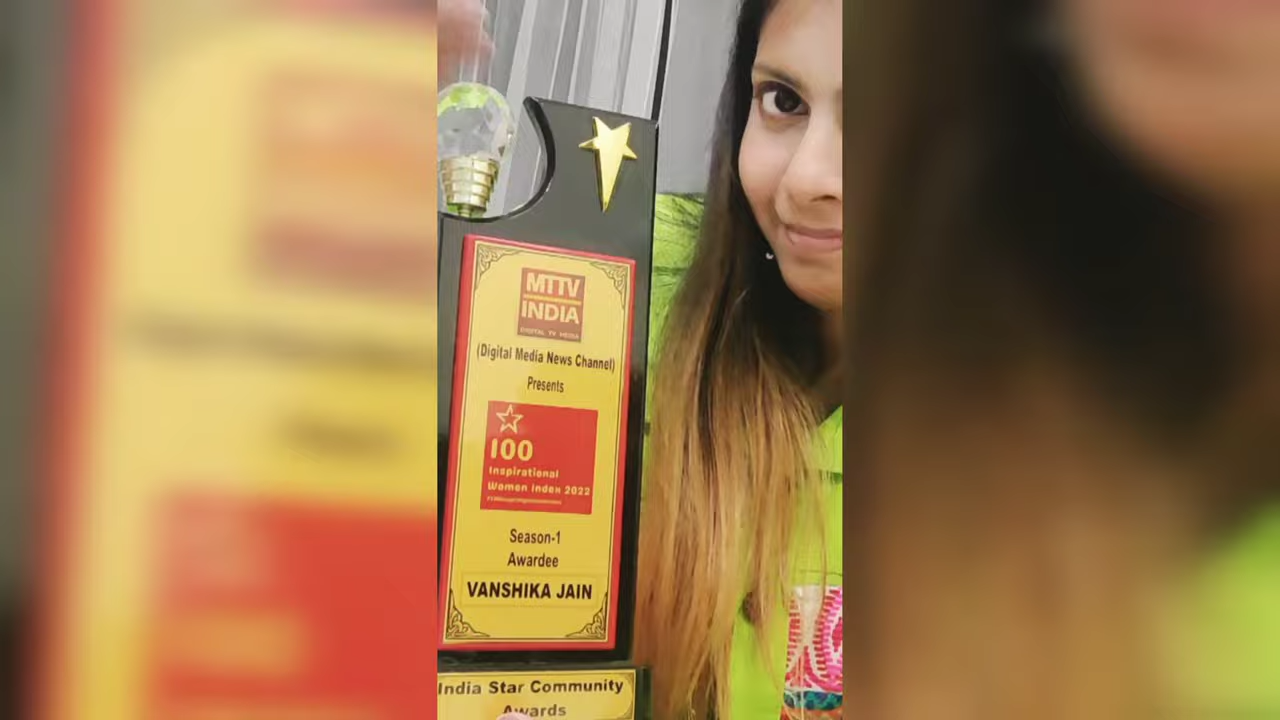 MTTV
INDIA
DIGITAL TV MEDIA
(Digital Media News Channel)
Presents
100
Inspirational
Women Index 2022
Season-1
Awardee
VANSHIKA JAIN
India Star Community
Awards